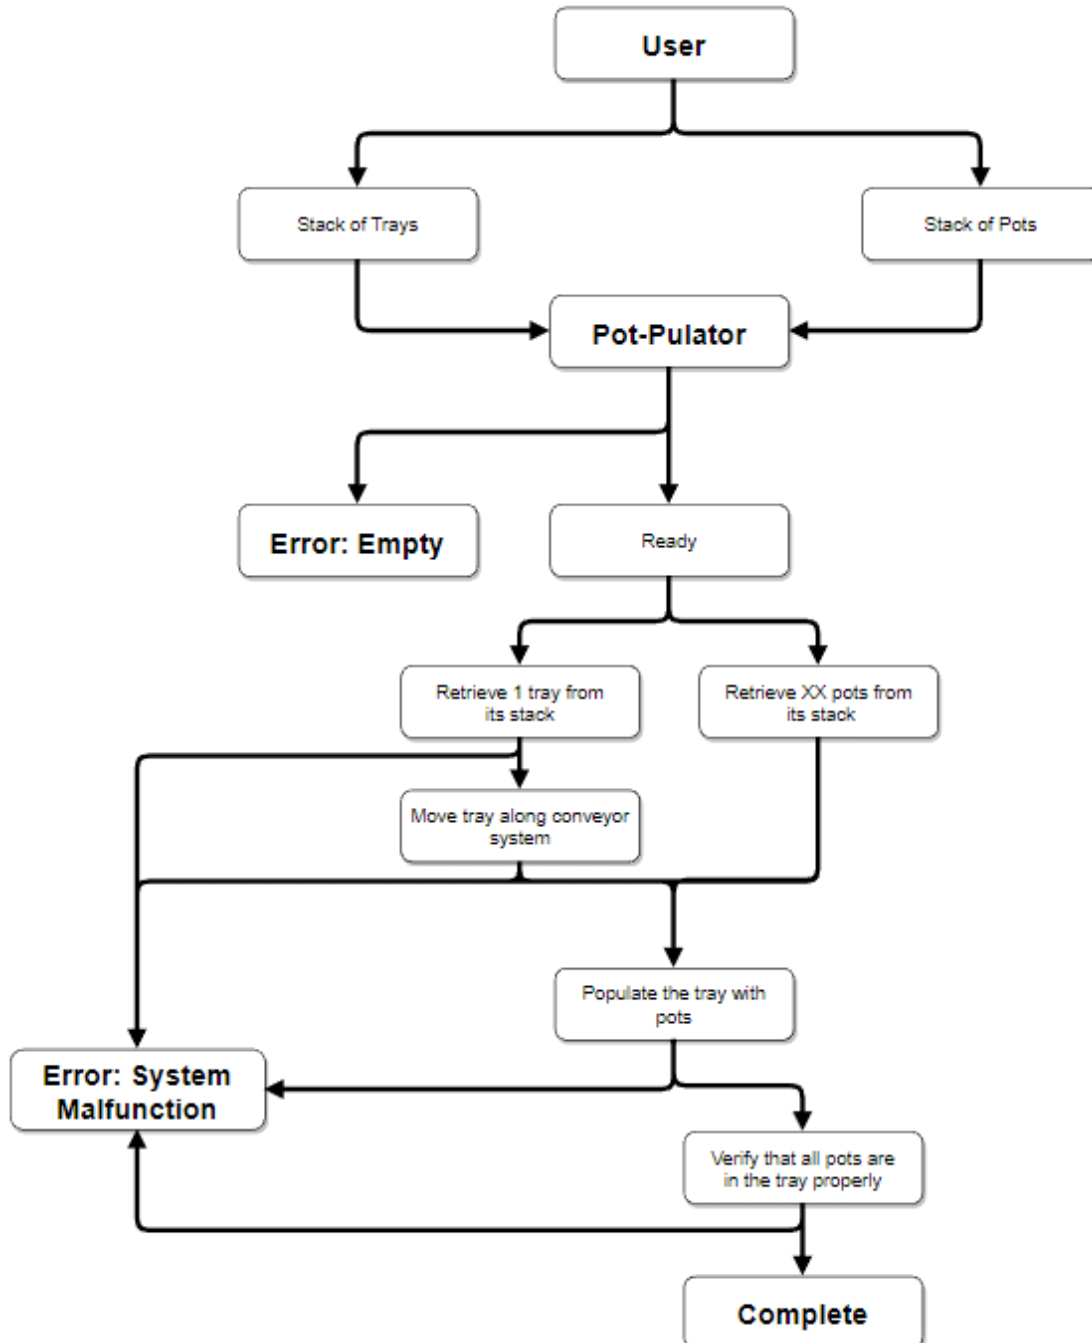 User
Stack of Trays
Stack of Pots
Pot-Pulator
Error: Empty
Ready
Retrieve 1 tray from
its stack
Retrieve XX pots from
its stack
Move tray along conveyor
system
Populate the tray with
pots
Error: System
Malfunction
Verify that all pots are
in the tray properly
Complete